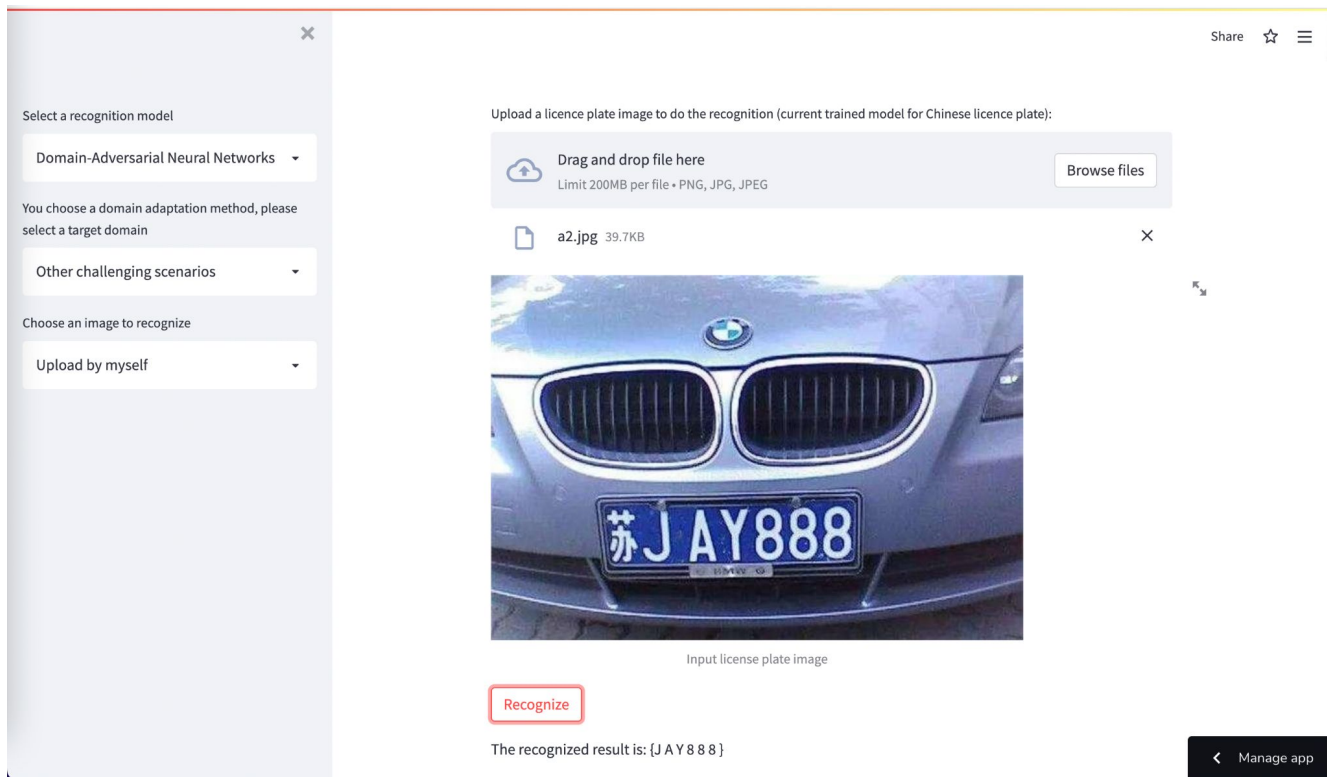 Share
Select a recognition model
Domain-Adversarial Neural Networks
You choose a domain adaptation method, please
select a target domain
Other challenging scenarios
Choose an image to recognize
Upload by myself
Upload a licence plate image to do the recognition (current trained model for Chinese licence plate):
Drag and drop file here
Limit 200MB per file • PNG, JPG, JPEG
Browse files
a2.jpg 39.7KB
苏J AY888
BMW
Input license plate image
Recognize
The recognized result is: {J A Y 8 8 8 }
Manage app